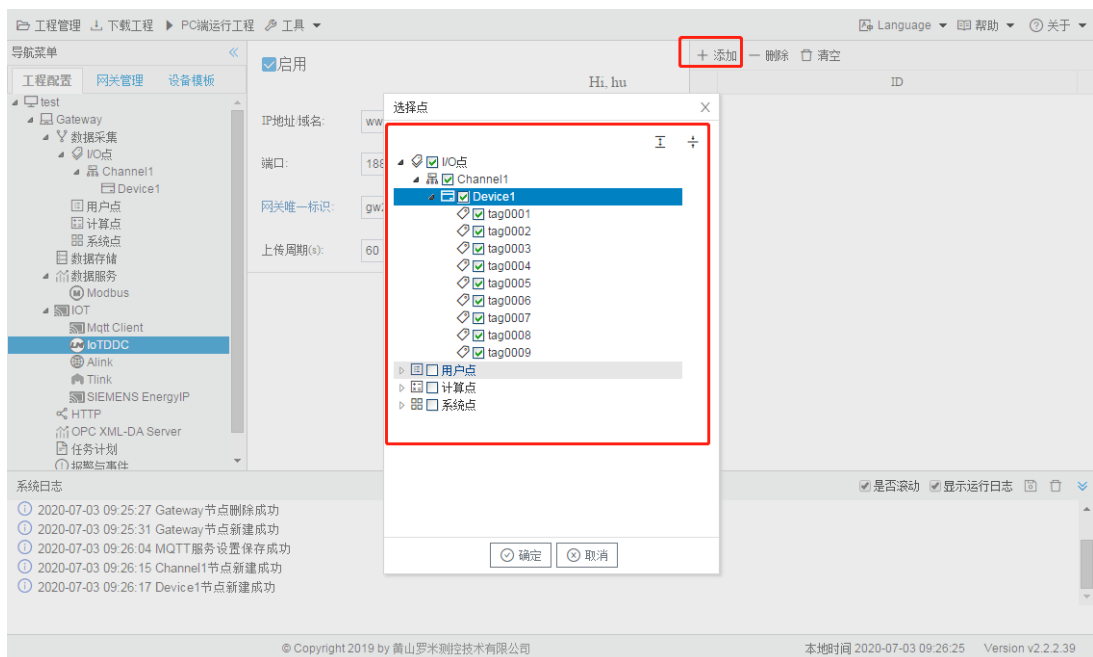 工程管理 下载工程 PC端运行工程 工具 Language 帮助 关于
导航菜单
工程配置 网关管理 设备模板
test
Gateway
数据采集
I/O点
Channel1
Device1
用户点
计算点
系统点
数据存储
数据服务
Modbus
IOT
Mqtt Client
IoTDDC
Alink
Tlink
SIEMENS EnergyIP
HTTP
OPC XML-DA Server
任务计划
报警与事件
启用
Hi, hu
IP地址/域名: ww
端口: 188
网关唯一标识: gw2
上传周期(s): 60
添加 删除 清空
ID
选择点
I/O点
Channel1
Device1
tag0001
tag0002
tag0003
tag0004
tag0005
tag0006
tag0007
tag0008
tag0009
用户点
计算点
系统点
确定 取消
系统日志 是否滚动 显示运行日志
2020-07-03 09:25:27 Gateway节点删除成功
2020-07-03 09:25:31 Gateway节点新建成功
2020-07-03 09:26:04 MQTT服务设置保存成功
2020-07-03 09:26:15 Channel1节点新建成功
2020-07-03 09:26:17 Device1节点新建成功
© Copyright 2019 by 黄山罗米测控技术有限公司 本地时间 2020-07-03 09:26:25 Version v2.2.2.39